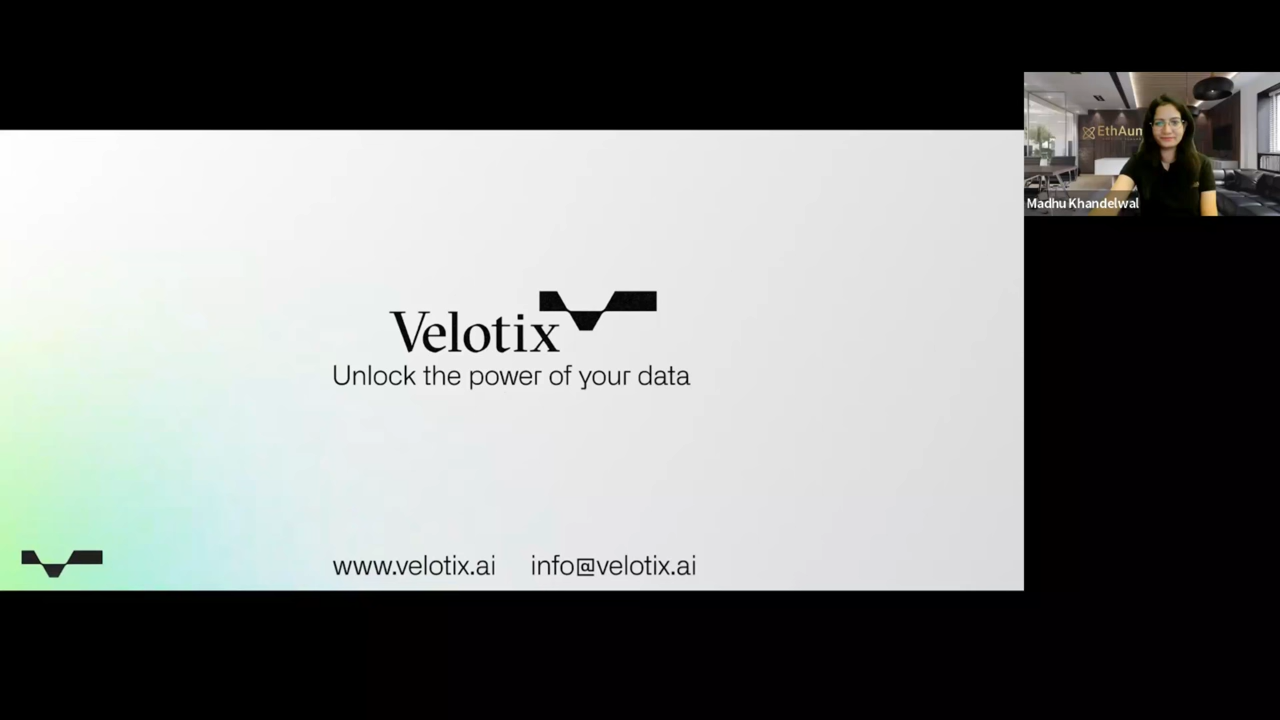 Velotix
Unlock the power of your data
www.velotix.ai info@velotix.ai
EthAum
Madhu Khandelwal